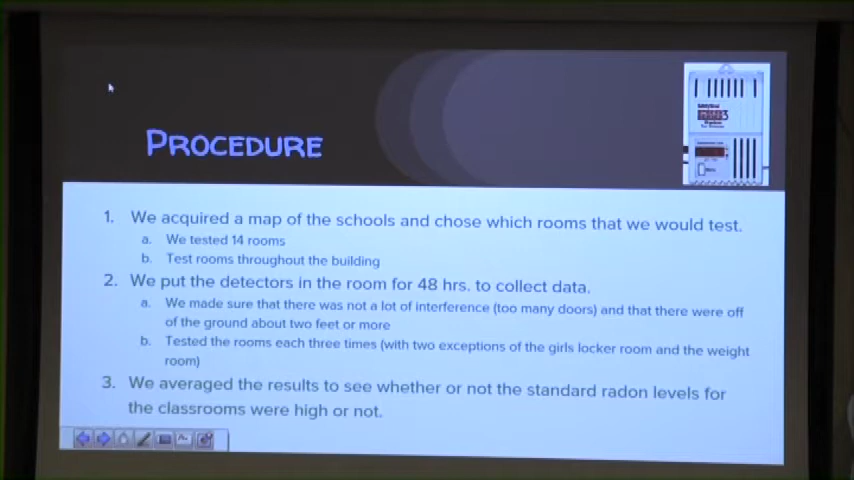 PROCEDURE
1. We acquired a map of the schools and chose which rooms that we would test.
a. We tested 14 rooms
b. Test rooms throughout the building
2. We put the detectors in the room for 48 hrs. to collect data.
a. We made sure that there was not a lot of interference (too many doors) and that there were off
of the ground about two feet or more
b. Tested the rooms each three times (with two exceptions of the girls locker room and the weight
room)
3. We averaged the results to see whether or not the standard radon levels for
the classrooms were high or not.